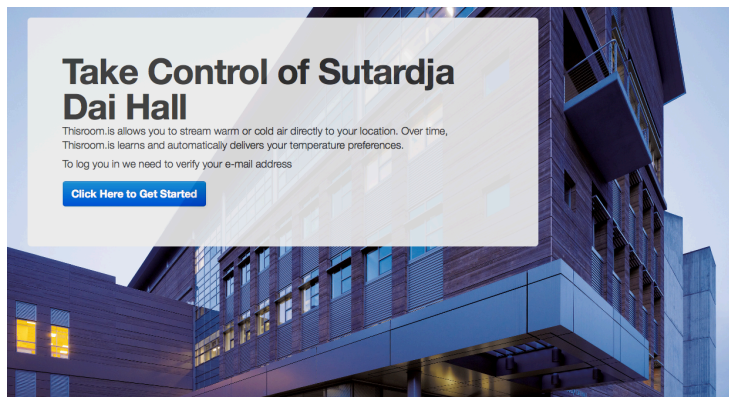 Take Control of Sutardja
Dai Hall
Thisroom.is allows you to stream warm or cold air directly to your location. Over time,
Thisroom.is learns and automatically delivers your temperature preferences.
To log you in we need to verify your e-mail address
Click Here to Get Started